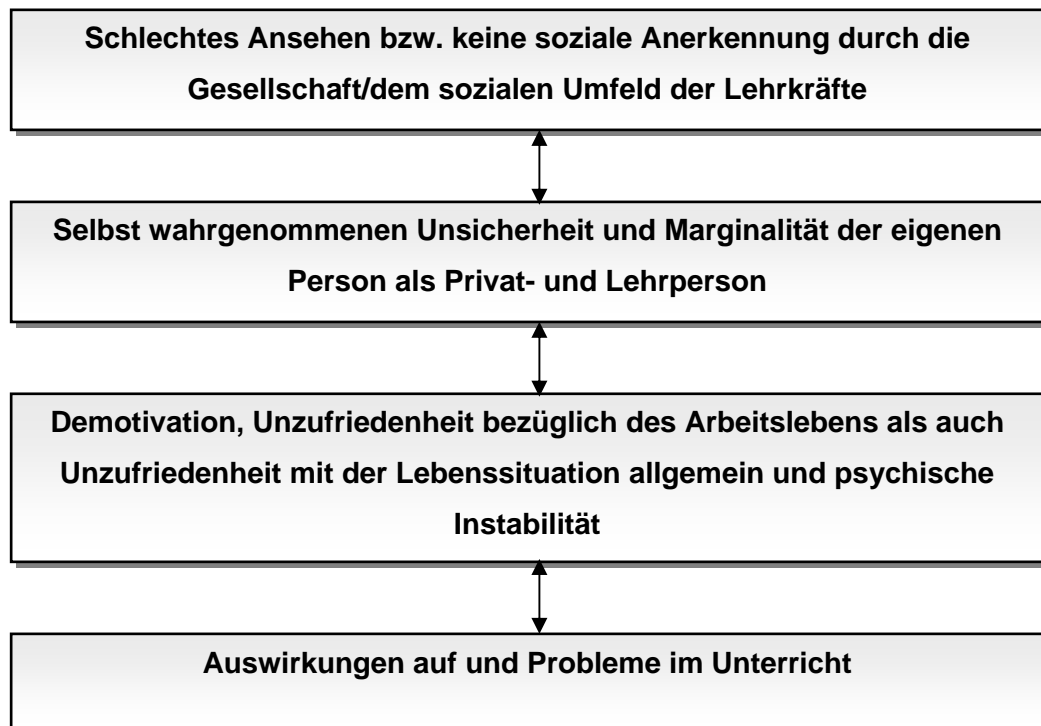 Schlechtes Ansehen bzw. keine soziale Anerkennung durch die
Gesellschaft/dem sozialen Umfeld der Lehrkräfte
Selbst wahrgenommenen Unsicherheit und Marginalität der eigenen
Person als Privat- und Lehrperson
Demotivation, Unzufriedenheit bezüglich des Arbeitslebens als auch
Unzufriedenheit mit der Lebenssituation allgemein und psychische
Instabilität
Auswirkungen auf und Probleme im Unterricht